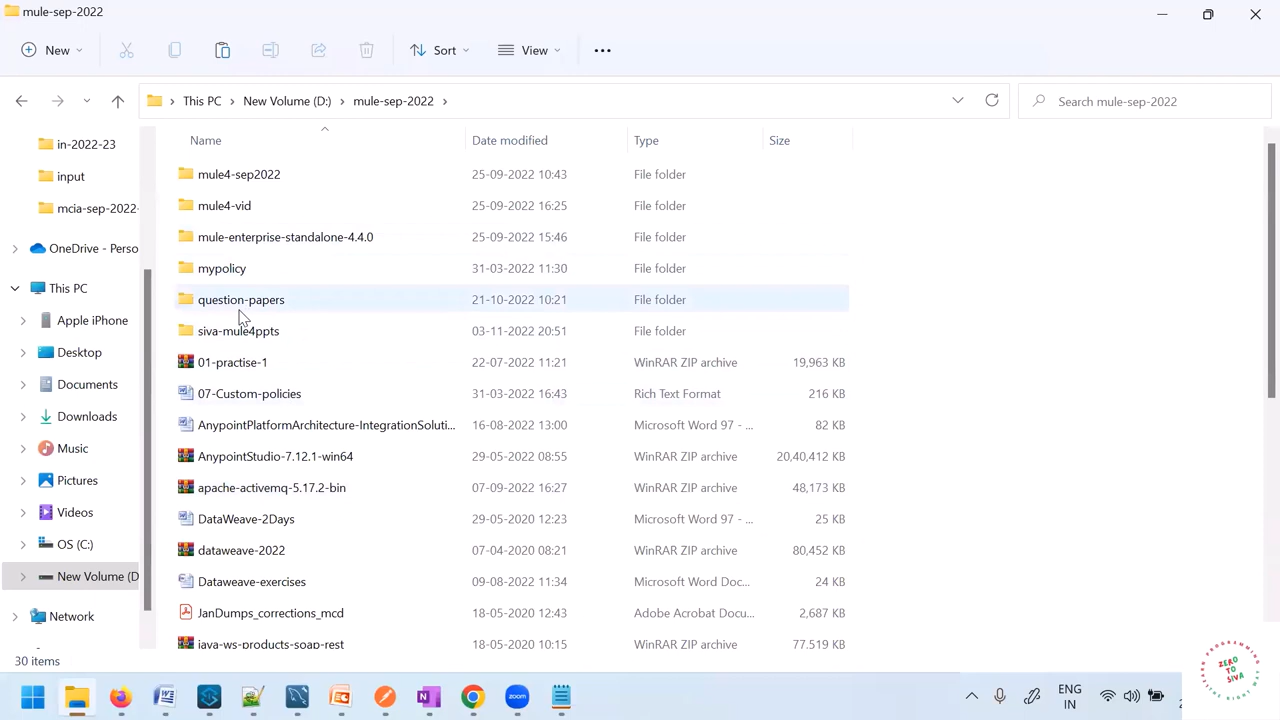 mule-sep-2022
New
Sort
View
This PC > New Volume (D:) > mule-sep-2022 >
Search mule-sep-2022
in-2022-23
input
mcia-sep-2022-
OneDrive - Perso
This PC
Apple iPhone
Desktop
Documents
Downloads
Music
Pictures
Videos
OS (C:)
New Volume (D
Network
Name Date modified Type Size
mule4-sep2022 25-09-2022 10:43 File folder
mule4-vid 25-09-2022 16:25 File folder
mule-enterprise-standalone-4.4.0 25-09-2022 15:46 File folder
mypolicy 31-03-2022 11:30 File folder
question-papers 21-10-2022 10:21 File folder
siva-mule4ppts 03-11-2022 20:51 File folder
01-practise-1 22-07-2022 11:21 WinRAR ZIP archive 19,963 KB
07-Custom-policies 31-03-2022 16:43 Rich Text Format 216 KB
AnypointPlatformArchitecture-IntegrationSoluti... 16-08-2022 13:00 Microsoft Word 97 - ... 82 KB
AnypointStudio-7.12.1-win64 29-05-2022 08:55 WinRAR ZIP archive 20,40,412 KB
apache-activemq-5.17.2-bin 07-09-2022 16:27 WinRAR ZIP archive 48,173 KB
DataWeave-2Days 29-05-2020 12:23 Microsoft Word 97 - ... 25 KB
dataweave-2022 07-04-2020 08:21 WinRAR ZIP archive 80,452 KB
Dataweave-exercises 09-08-2022 11:34 Microsoft Word Doc... 24 KB
JanDumps_corrections_mcd 18-05-2020 12:43 Adobe Acrobat Docu... 2,687 KB
java-ws-products-soap-rest 18-05-2020 10:15 WinRAR ZIP archive 77,519 KB
30 items
zoom
ENG
IN
ZERO
TO
SIVA